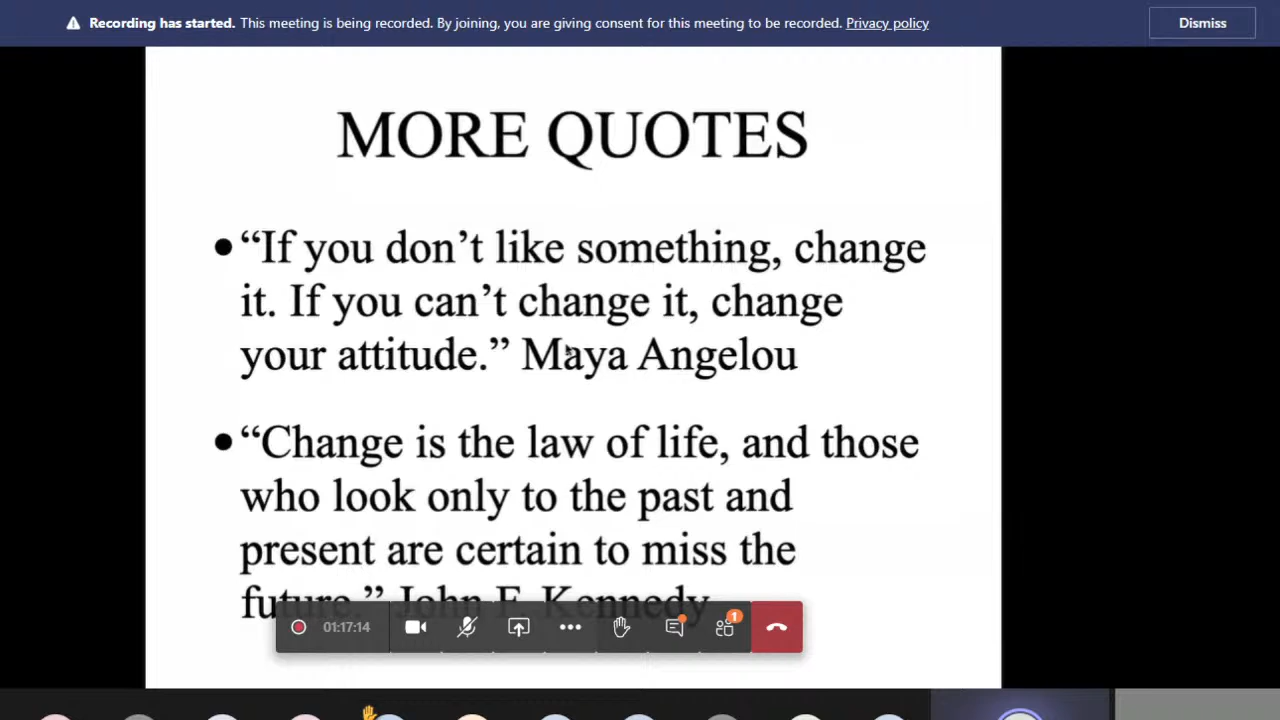 Recording has started. This meeting is being recorded. By joining, you are giving consent for this meeting to be recorded. Privacy policy
Dismiss
MORE QUOTES
• “If you don’t like something, change
it. If you can’t change it, change
your attitude.” Maya Angelou
• “Change is the law of life, and those
who look only to the past and
present are certain to miss the
future.” John F. Kennedy
01:17:14
1